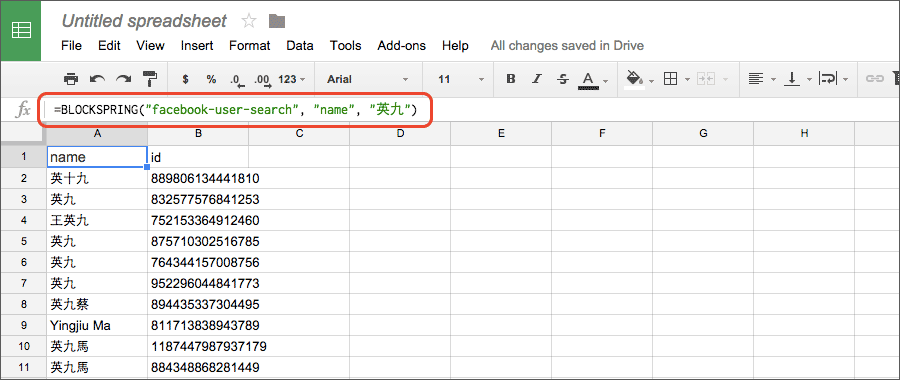 Untitled spreadsheet
File Edit View Insert Format Data Tools Add-ons Help All changes saved in Drive
$ % .0 .00 123 Arial 11 B I S A
fx =BLOCKSPRING("facebook-user-search", "name", "英九")
A B C D E F G H
1 name id
2 英十九 889806134441810
3 英九 832577576841253
4 王英九 752153364912460
5 英九 875710302516785
6 英九 764344157008756
7 英九 952296044841773
8 英九蔡 894435337304495
9 Yingjiu Ma 811713838943789
10 英九馬 1187447987937179
11 英九馬 884348868281449